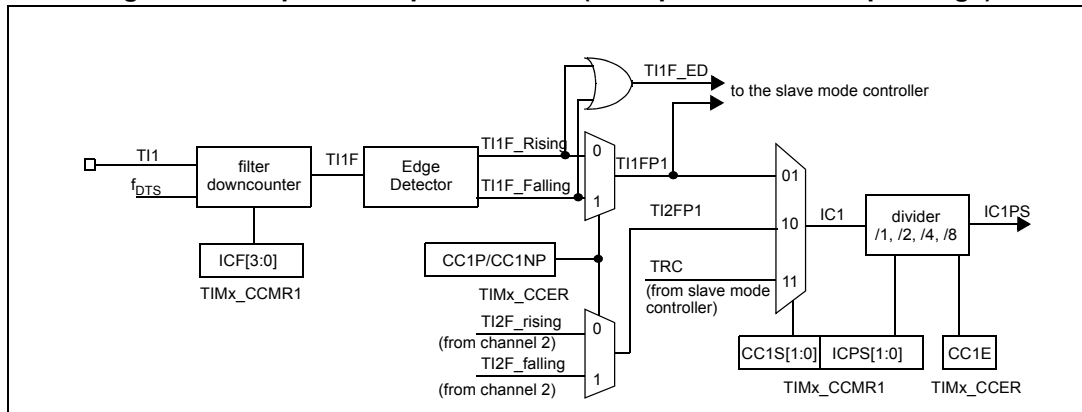 TI1F_ED
to the slave mode controller
TI1
TI1F
TI1F_Rising
0
TI1FP1
filter
downcounter
Edge
Detector
01
fDTS
TI1F_Falling
1
TI2FP1
IC1
divider
/1, /2, /4, /8
IC1PS
10
ICF[3:0]
CC1P/CC1NP
TRC
11
(from slave mode
controller)
TIMx_CCMR1
TIMx_CCER
TI2F_rising
0
(from channel 2)
TI2F_falling
1
(from channel 2)
CC1S[1:0]
ICPS[1:0]
CC1E
TIMx_CCMR1
TIMx_CCER